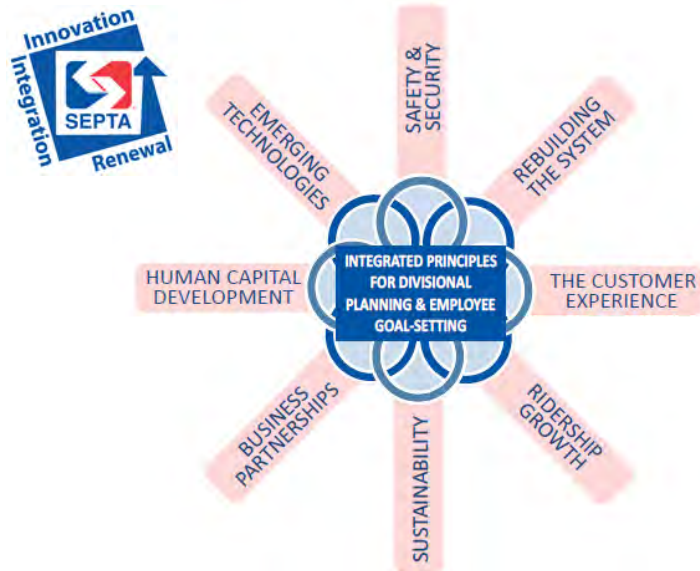 Innovation
Integration
SEPTA
Renewal
SAFETY &
SECURITY
REBUILDING
THE SYSTEM
THE CUSTOMER
EXPERIENCE
RIDERSHIP
GROWTH
SUSTAINABILITY
BUSINESS
PARTNERSHIPS
HUMAN CAPITAL
DEVELOPMENT
EMERGING
TECHNOLOGIES
INTEGRATED PRINCIPLES
FOR DIVISIONAL
PLANNING & EMPLOYEE
GOAL-SETTING